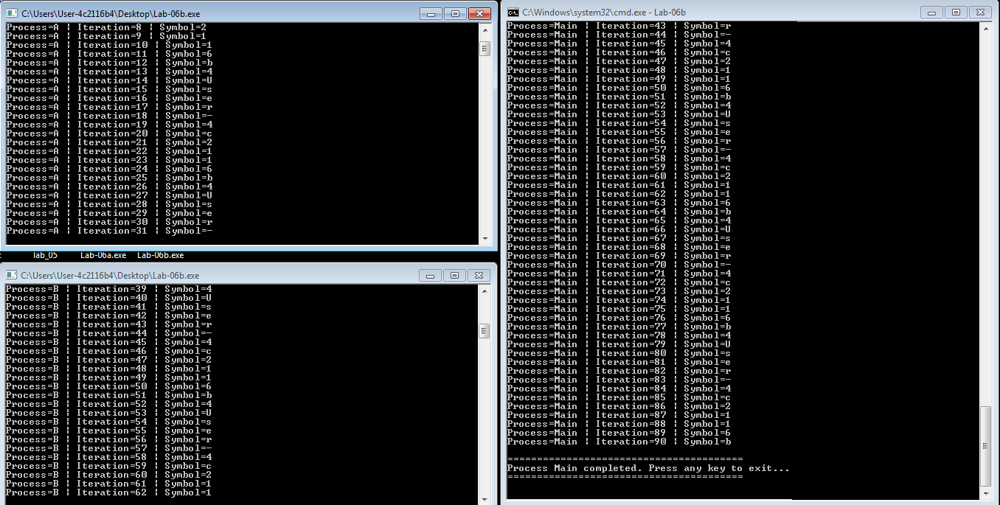 C:\Users\User-4c2116b4\Desktop\Lab-06b.exe
Process=A | Iteration=8 | Symbol=2
Process=A | Iteration=9 | Symbol=1
Process=A | Iteration=10 | Symbol=1
Process=A | Iteration=11 | Symbol=6
Process=A | Iteration=12 | Symbol=b
Process=A | Iteration=13 | Symbol=4
Process=A | Iteration=14 | Symbol=U
Process=A | Iteration=15 | Symbol=s
Process=A | Iteration=16 | Symbol=e
Process=A | Iteration=17 | Symbol=r
Process=A | Iteration=18 | Symbol=-
Process=A | Iteration=19 | Symbol=4
Process=A | Iteration=20 | Symbol=c
Process=A | Iteration=21 | Symbol=2
Process=A | Iteration=22 | Symbol=1
Process=A | Iteration=23 | Symbol=1
Process=A | Iteration=24 | Symbol=6
Process=A | Iteration=25 | Symbol=b
Process=A | Iteration=26 | Symbol=4
Process=A | Iteration=27 | Symbol=U
Process=A | Iteration=28 | Symbol=s
Process=A | Iteration=29 | Symbol=e
Process=A | Iteration=30 | Symbol=r
Process=A | Iteration=31 | Symbol=-
lab_05 Lab-06a.exe Lab-06b.exe
C:\Users\User-4c2116b4\Desktop\Lab-06b.exe
Process=B | Iteration=39 | Symbol=4
Process=B | Iteration=40 | Symbol=U
Process=B | Iteration=41 | Symbol=s
Process=B | Iteration=42 | Symbol=e
Process=B | Iteration=43 | Symbol=r
Process=B | Iteration=44 | Symbol=-
Process=B | Iteration=45 | Symbol=4
Process=B | Iteration=46 | Symbol=c
Process=B | Iteration=47 | Symbol=2
Process=B | Iteration=48 | Symbol=1
Process=B | Iteration=49 | Symbol=1
Process=B | Iteration=50 | Symbol=6
Process=B | Iteration=51 | Symbol=b
Process=B | Iteration=52 | Symbol=4
Process=B | Iteration=53 | Symbol=U
Process=B | Iteration=54 | Symbol=s
Process=B | Iteration=55 | Symbol=e
Process=B | Iteration=56 | Symbol=r
Process=B | Iteration=57 | Symbol=-
Process=B | Iteration=58 | Symbol=4
Process=B | Iteration=59 | Symbol=c
Process=B | Iteration=60 | Symbol=2
Process=B | Iteration=61 | Symbol=1
Process=B | Iteration=62 | Symbol=1
C:\Windows\system32\cmd.exe - Lab-06b
Process=Main | Iteration=43 | Symbol=r
Process=Main | Iteration=44 | Symbol=-
Process=Main | Iteration=45 | Symbol=4
Process=Main | Iteration=46 | Symbol=c
Process=Main | Iteration=47 | Symbol=2
Process=Main | Iteration=48 | Symbol=1
Process=Main | Iteration=49 | Symbol=1
Process=Main | Iteration=50 | Symbol=6
Process=Main | Iteration=51 | Symbol=b
Process=Main | Iteration=52 | Symbol=4
Process=Main | Iteration=53 | Symbol=U
Process=Main | Iteration=54 | Symbol=s
Process=Main | Iteration=55 | Symbol=e
Process=Main | Iteration=56 | Symbol=r
Process=Main | Iteration=57 | Symbol=-
Process=Main | Iteration=58 | Symbol=4
Process=Main | Iteration=59 | Symbol=c
Process=Main | Iteration=60 | Symbol=2
Process=Main | Iteration=61 | Symbol=1
Process=Main | Iteration=62 | Symbol=1
Process=Main | Iteration=63 | Symbol=6
Process=Main | Iteration=64 | Symbol=b
Process=Main | Iteration=65 | Symbol=4
Process=Main | Iteration=66 | Symbol=U
Process=Main | Iteration=67 | Symbol=s
Process=Main | Iteration=68 | Symbol=e
Process=Main | Iteration=69 | Symbol=r
Process=Main | Iteration=70 | Symbol=-
Process=Main | Iteration=71 | Symbol=4
Process=Main | Iteration=72 | Symbol=c
Process=Main | Iteration=73 | Symbol=2
Process=Main | Iteration=74 | Symbol=1
Process=Main | Iteration=75 | Symbol=1
Process=Main | Iteration=76 | Symbol=6
Process=Main | Iteration=77 | Symbol=b
Process=Main | Iteration=78 | Symbol=4
Process=Main | Iteration=79 | Symbol=U
Process=Main | Iteration=80 | Symbol=s
Process=Main | Iteration=81 | Symbol=e
Process=Main | Iteration=82 | Symbol=r
Process=Main | Iteration=83 | Symbol=-
Process=Main | Iteration=84 | Symbol=4
Process=Main | Iteration=85 | Symbol=c
Process=Main | Iteration=86 | Symbol=2
Process=Main | Iteration=87 | Symbol=1
Process=Main | Iteration=88 | Symbol=1
Process=Main | Iteration=89 | Symbol=6
Process=Main | Iteration=90 | Symbol=b
========================================
Process Main completed. Press any key to exit...
========================================